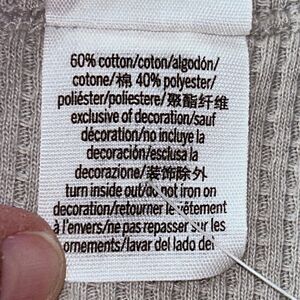 60% cotton/coton/algodón/
cotone/棉 40% polyester/
poliéster/poliestere/聚酯纤维
exclusive of decoration/sauf
décoration/no incluye la
decoración/esclusa la
decorazione/装饰除外
turn inside out/do not iron on
decoration/retourner le vêtement
à l'envers/ne pas repasser sur les
ornements/lavar del lado del